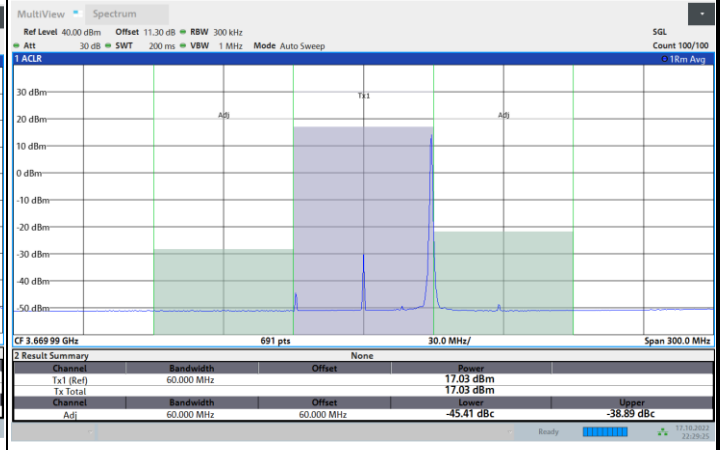 MultiView Spectrum
Ref Level 40.00 dBm Offset 11.30 dB RBW 300 kHz SGL
Att 30 dB SWT 200 ms VBW 1 MHz Mode Auto Sweep Count 100/100
1 ACLR 1Rm Avg
30 dBm
Tx1
20 dBm Adj Adj
10 dBm
0 dBm
-10 dBm
-20 dBm
-30 dBm
-40 dBm
-50 dBm
CF 3.669 99 GHz 691 pts 30.0 MHz/ Span 300.0 MHz
2 Result Summary None
Channel Bandwidth Offset Power
Tx1 (Ref) 60.000 MHz 17.03 dBm
Tx Total 17.03 dBm
Channel Bandwidth Offset Lower Upper
Adj 60.000 MHz 60.000 MHz -45.41 dBc -38.89 dBc
Ready 17.10.2022
22:29:25